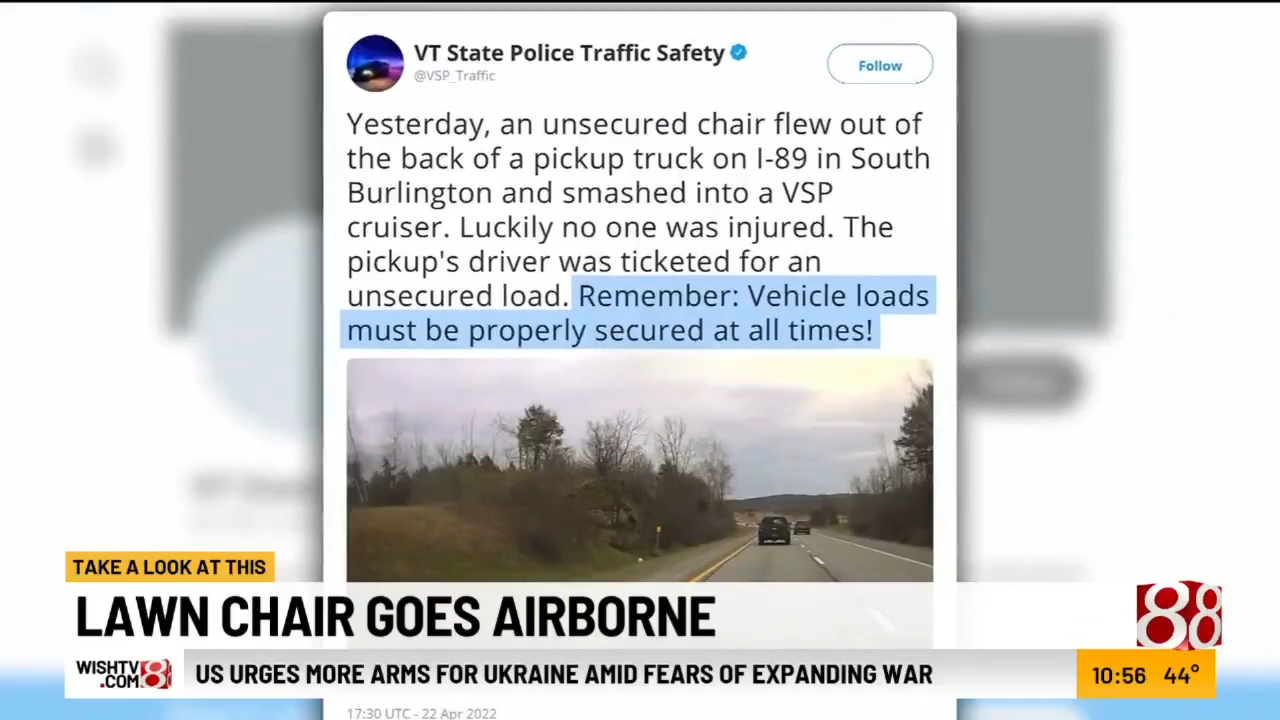 VT State Police Traffic Safety
@VSP_Traffic
Follow
Yesterday, an unsecured chair flew out of
the back of a pickup truck on I-89 in South
Burlington and smashed into a VSP
cruiser. Luckily no one was injured. The
pickup's driver was ticketed for an
unsecured load. Remember: Vehicle loads
must be properly secured at all times!
TAKE A LOOK AT THIS
LAWN CHAIR GOES AIRBORNE
8
WISHTV
.COM 8
US URGES MORE ARMS FOR UKRAINE AMID FEARS OF EXPANDING WAR
10:56 44°
17:30 UTC - 22 Apr 2022